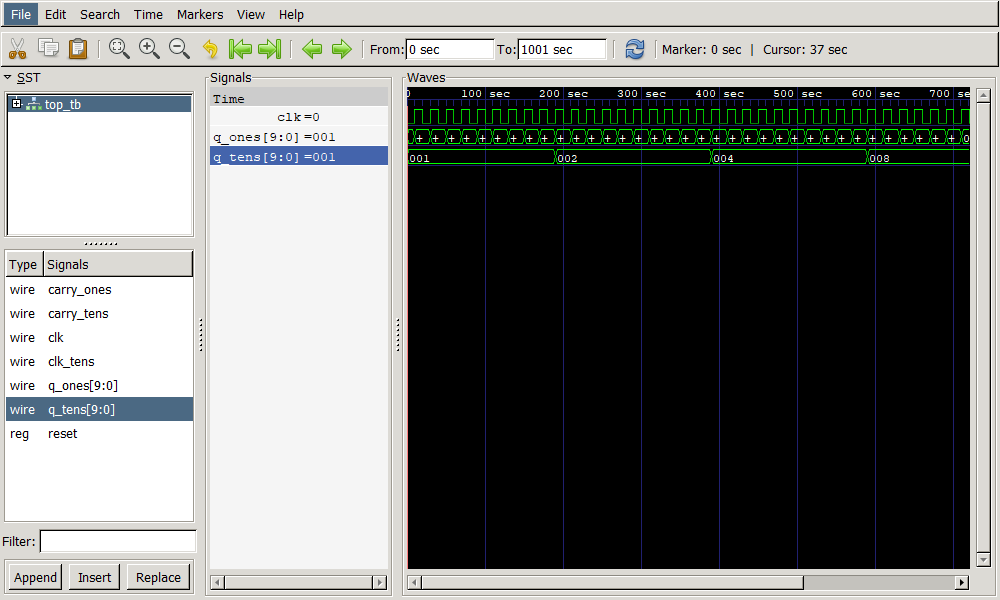 File Edit Search Time Markers View Help
From: 0 sec To: 1001 sec Marker: 0 sec | Cursor: 37 sec
SST
top_tb
Type Signals
wire carry_ones
wire carry_tens
wire clk
wire clk_tens
wire q_ones[9:0]
wire q_tens[9:0]
reg reset
Filter:
Append Insert Replace
Signals
Time
clk=0
q_ones[9:0]=001
q_tens[9:0]=001
Waves
0 100 sec 200 sec 300 sec 400 sec 500 sec 600 sec 700 se
+ + + + + + + + + + + + + + + + + + + + + + + + + + + + + + + + + + + 0
001 002 004 008